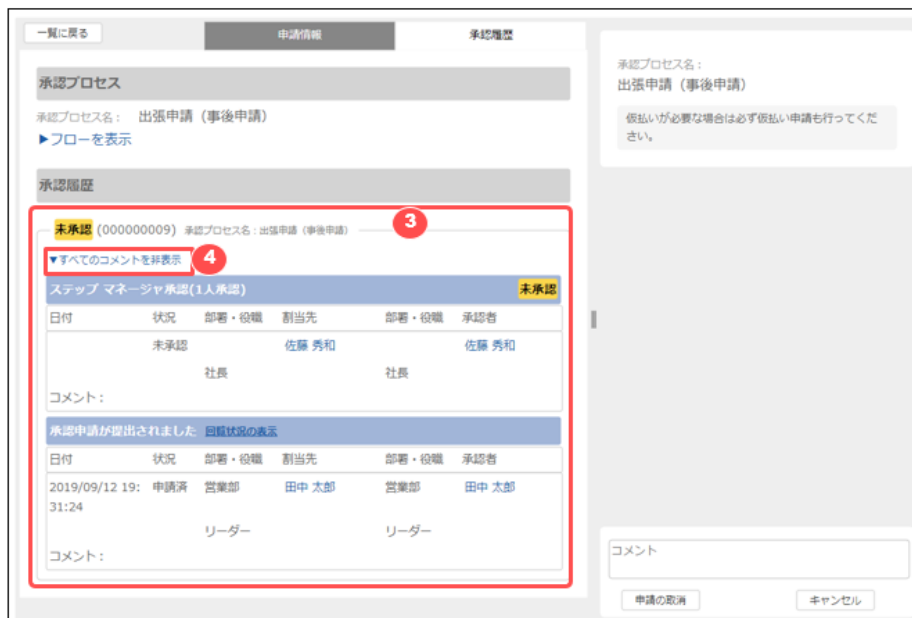 一覧に戻る
申請情報
承認履歴
承認プロセス
承認プロセス名： 出張申請（事後申請）
▶フローを表示
承認履歴
未承認 (000000009) 承認プロセス名：出張申請（事後申請）
3
▼すべてのコメントを非表示
4
ステップ マネージャ承認(1人承認) 未承認
日付 状況 部署・役職 割当先 部署・役職 承認者
未承認 佐藤 秀和 佐藤 秀和
社長 社長
コメント：
承認申請が提出されました 回覧状況の表示
日付 状況 部署・役職 割当先 部署・役職 承認者
2019/09/12 19: 申請済 営業部 田中 太郎 営業部 田中 太郎
31:24
リーダー リーダー
コメント：
承認プロセス名：
出張申請（事後申請）
仮払いが必要な場合は必ず仮払い申請も行ってくだ
さい。
コメント
申請の取消 キャンセル